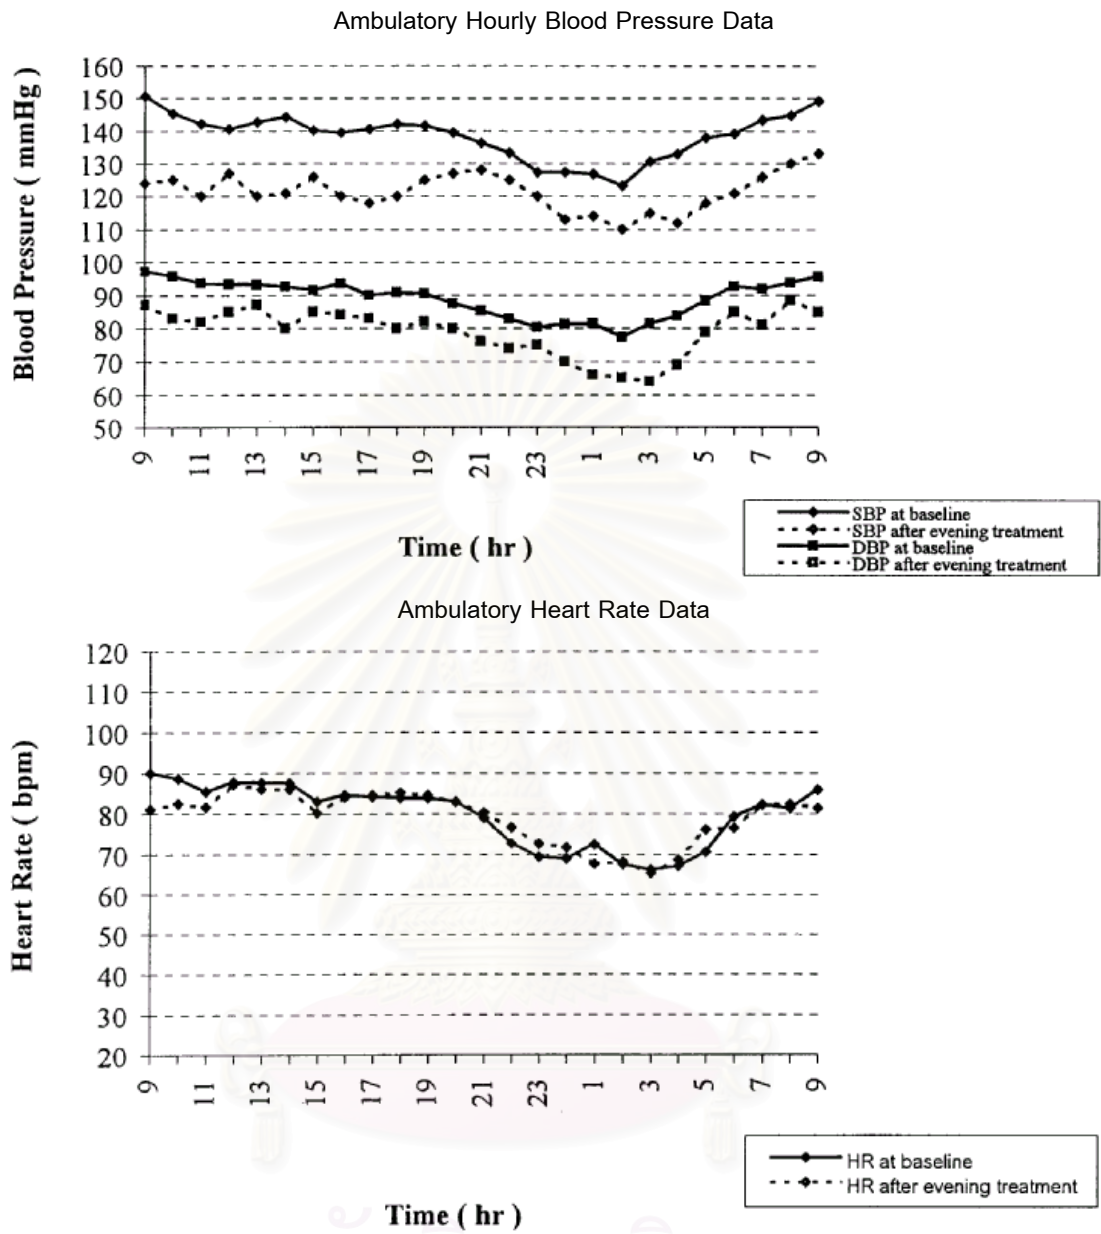 Ambulatory Hourly Blood Pressure Data
Blood Pressure ( mmHg )
160
150
140
130
120
110
100
90
80
70
60
50
9 11 13 15 17 19 21 23 1 3 5 7 9
Time ( hr )
SBP at baseline
SBP after evening treatment
DBP at baseline
DBP after evening treatment
Ambulatory Heart Rate Data
Heart Rate ( bpm)
120
110
100
90
80
70
60
50
40
30
20
9 11 13 15 17 19 21 23 1 3 5 7 9
Time ( hr )
HR at baseline
HR after evening treatment